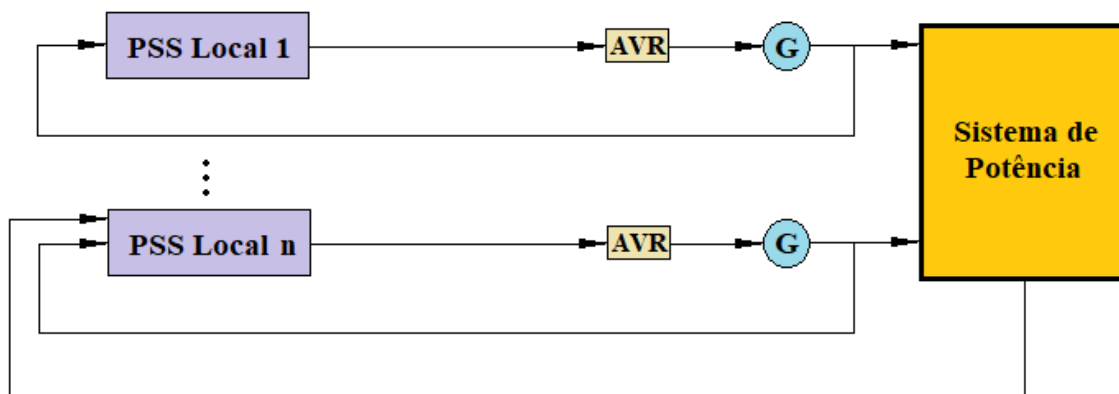 PSS Local 1
AVR
G
Sistema de
Potência
PSS Local n
AVR
G